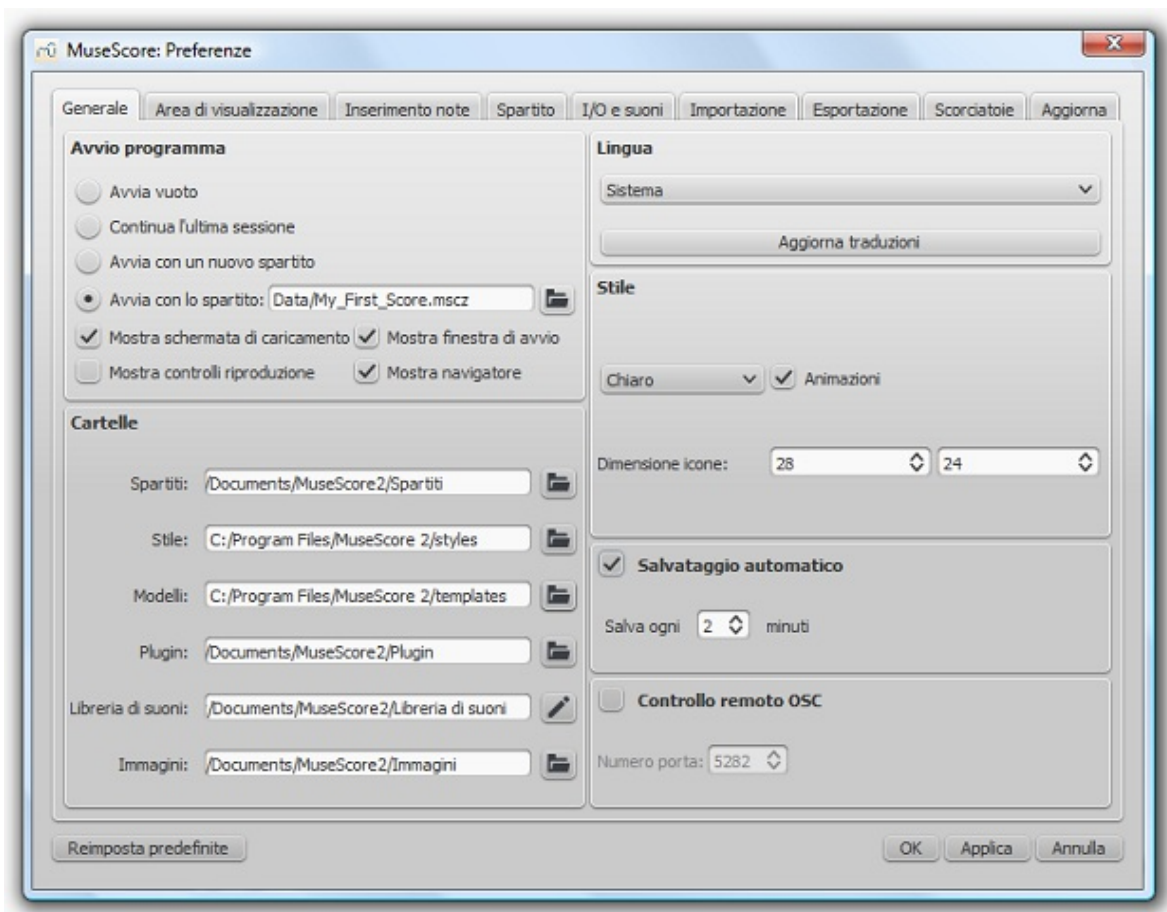 MuseScore: Preferenze
Generale
Area di visualizzazione
Inserimento note
Spartito
I/O e suoni
Importazione
Esportazione
Scorciatoie
Aggiorna
Avvio programma
Avvia vuoto
Continua l'ultima sessione
Avvia con un nuovo spartito
Avvia con lo spartito: Data/My_First_Score.mscz
Mostra schermata di caricamento
Mostra finestra di avvio
Mostra controlli riproduzione
Mostra navigatore
Cartelle
Spartiti: /Documents/MuseScore2/Spartiti
Stile: C:/Program Files/MuseScore 2/styles
Modelli: C:/Program Files/MuseScore 2/templates
Plugin: /Documents/MuseScore2/Plugin
Libreria di suoni: /Documents/MuseScore2/Libreria di suoni
Immagini: /Documents/MuseScore2/Immagini
Lingua
Sistema
Aggiorna traduzioni
Stile
Chiaro
Animazioni
Dimensione icone: 28 24
Salvataggio automatico
Salva ogni 2 minuti
Controllo remoto OSC
Numero porta: 5282
Reimposta predefinite
OK
Applica
Annulla